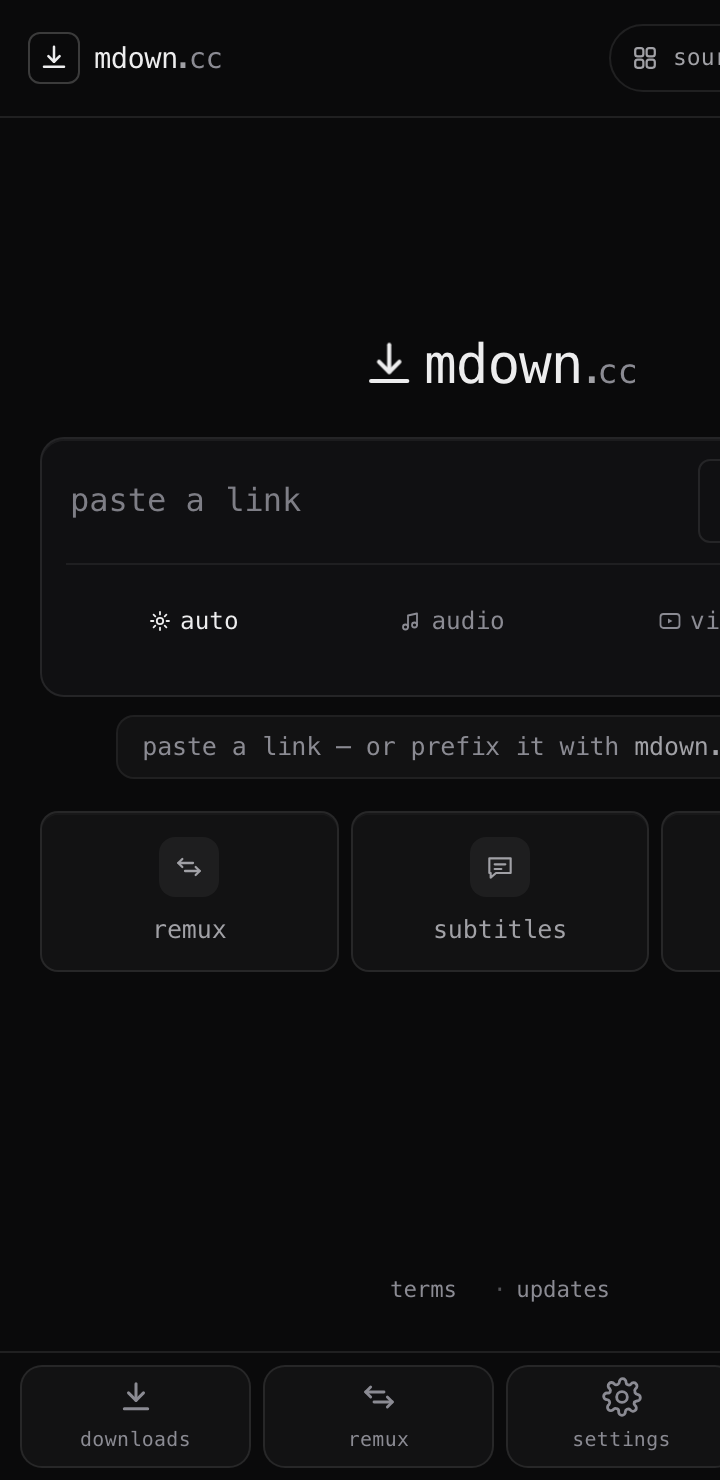 mdown.cc
mdown.cc
paste a link
auto audio
paste a link — or prefix it with mdown.
remux subtitles
terms · updates
downloads remux settings